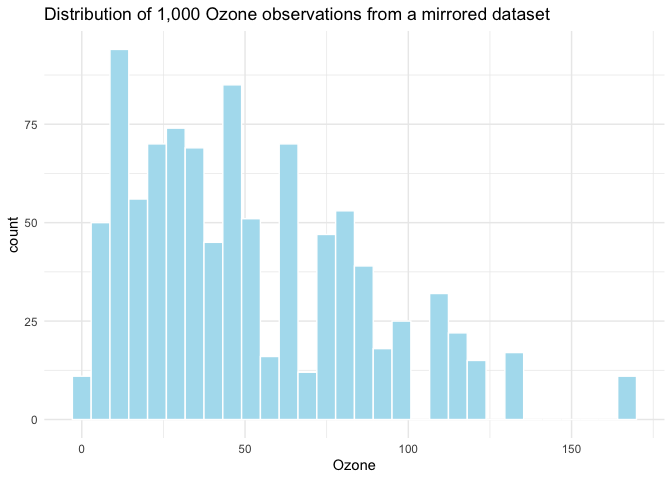 Distribution of 1,000 Ozone observations from a mirrored dataset
75
50
25
0
count
0 50 100 150
Ozone